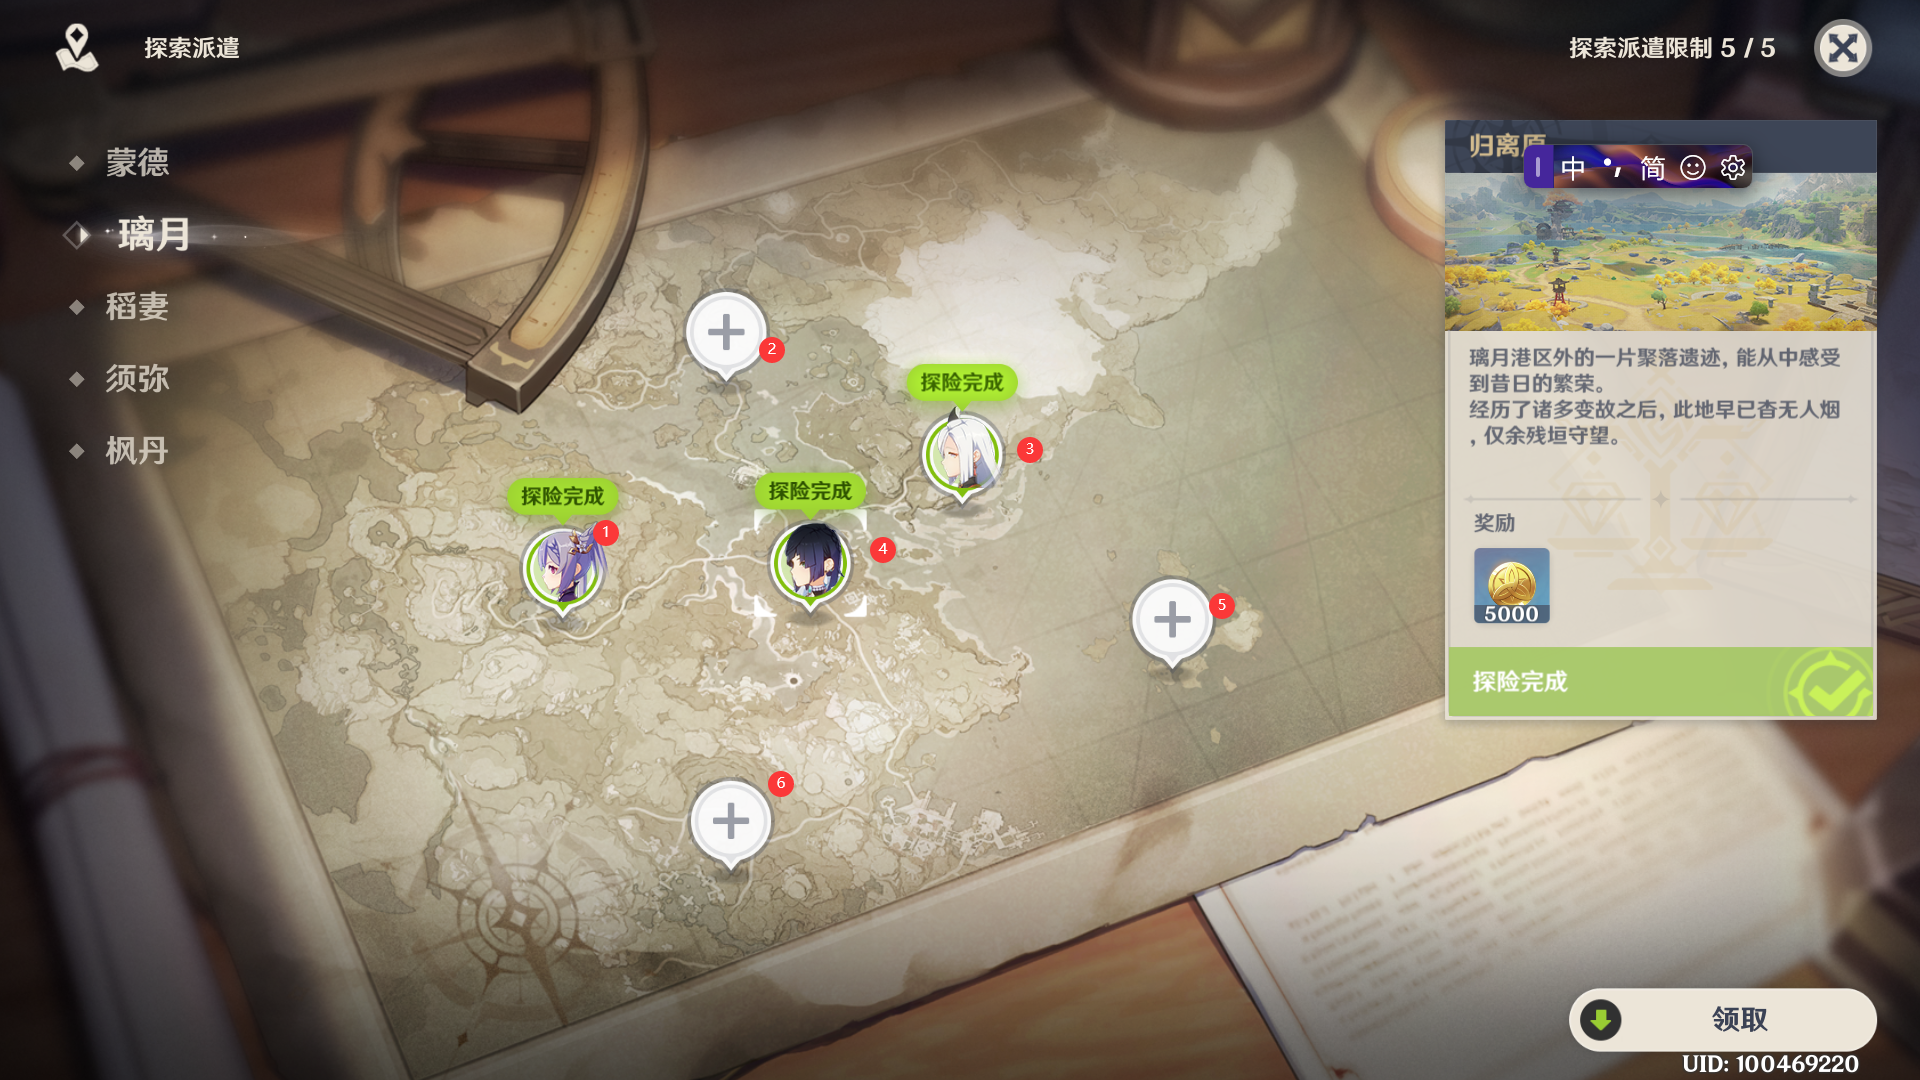 探索派遣
探索派遣限制 5 / 5
蒙德
璃月
稻妻
须弥
枫丹
2
探险完成
3
探险完成
1
探险完成
4
5
6
归离原
中 简
璃月港区外的一片聚落遗迹，能从中感受
到昔日的繁荣。
经历了诸多变故之后，此地早已杳无人烟
，仅余残垣守望。
奖励
5000
探险完成
领取
UID: 100469220